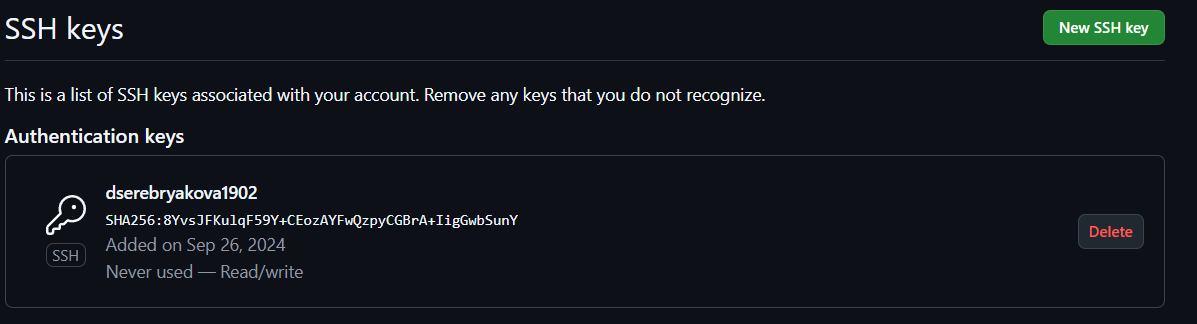 SSH keys
New SSH key
This is a list of SSH keys associated with your account. Remove any keys that you do not recognize.
Authentication keys
dserebryakova1902
SHA256:8YvsJFKulqF59Y+CEozAYFwQzpyCGBrA+IigGwbSunY
Added on Sep 26, 2024
Never used — Read/write
SSH
Delete